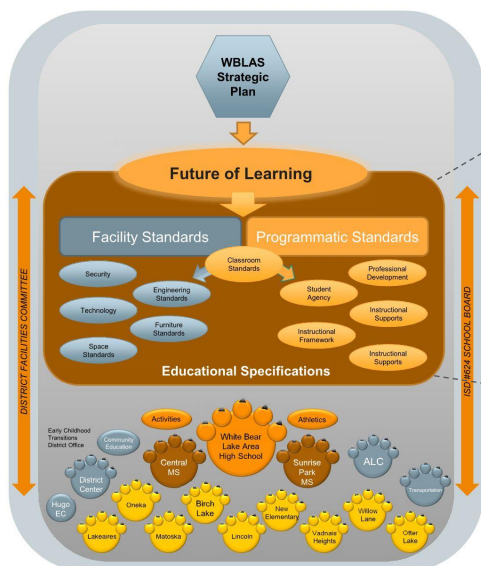 WBLAS
Strategic
Plan
Future of Learning
Facility Standards
Programmatic Standards
Classroom
Standards
Security
Engineering
Standards
Technology
Furniture
Standards
Space
Standards
Professional
Development
Student
Agency
Instructional
Supports
Instructional
Framework
Instructional
Supports
Educational Specifications
DISTRICT FACILITIES COMMITTEE
ISD #624 SCHOOL BOARD
Activities
Athletics
Early Childhood
Transitions
District Office
Community
Education
White Bear
Lake Area
High School
Central
MS
Sunrise
Park
MS
ALC
District
Center
Transportation
Hugo
EC
Oneka
Birch
Lake
New
Elementary
Willow
Lane
Lakeaires
Matoska
Lincoln
Vadnais
Heights
Otter
Lake